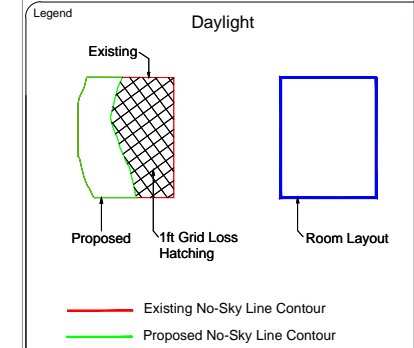 Legend
Daylight
Existing
Proposed
1ft Grid Loss
Hatching
Room Layout
Existing No-Sky Line Contour
Proposed No-Sky Line Contour